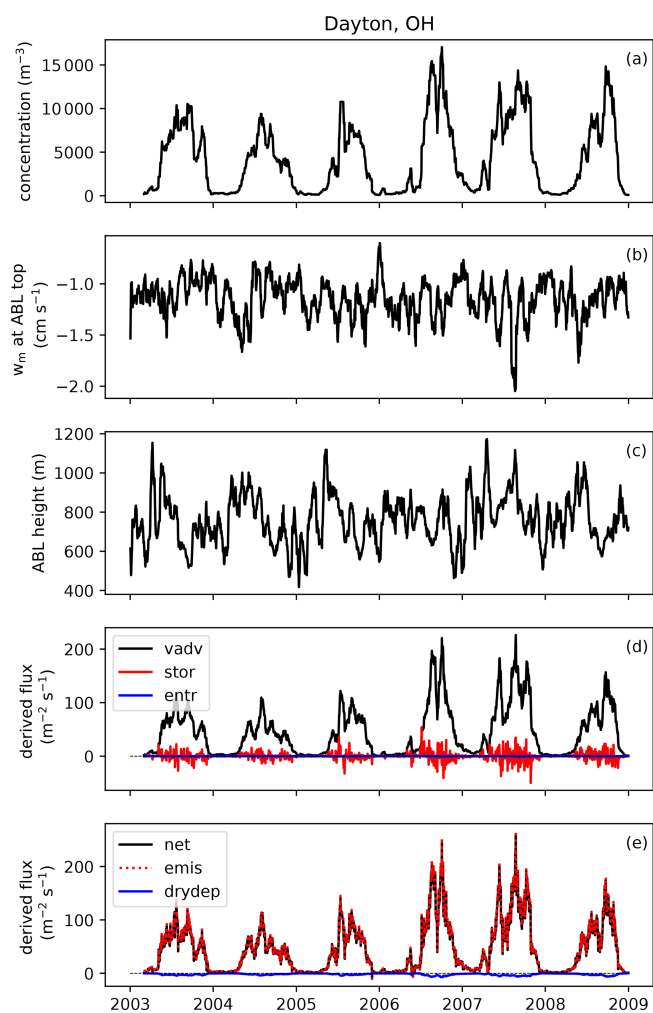 Dayton, OH
(a)
concentration (m⁻³)
15 000
10 000
5000
0
(b)
wₘ at ABL top
(cm s⁻¹)
−1.0
−1.5
−2.0
(c)
ABL height (m)
1200
1000
800
600
400
(d)
derived flux
(m⁻² s⁻¹)
200
100
0
vadv
stor
entr
(e)
derived flux
(m⁻² s⁻¹)
200
100
0
net
emis
drydep
2003 2004 2005 2006 2007 2008 2009